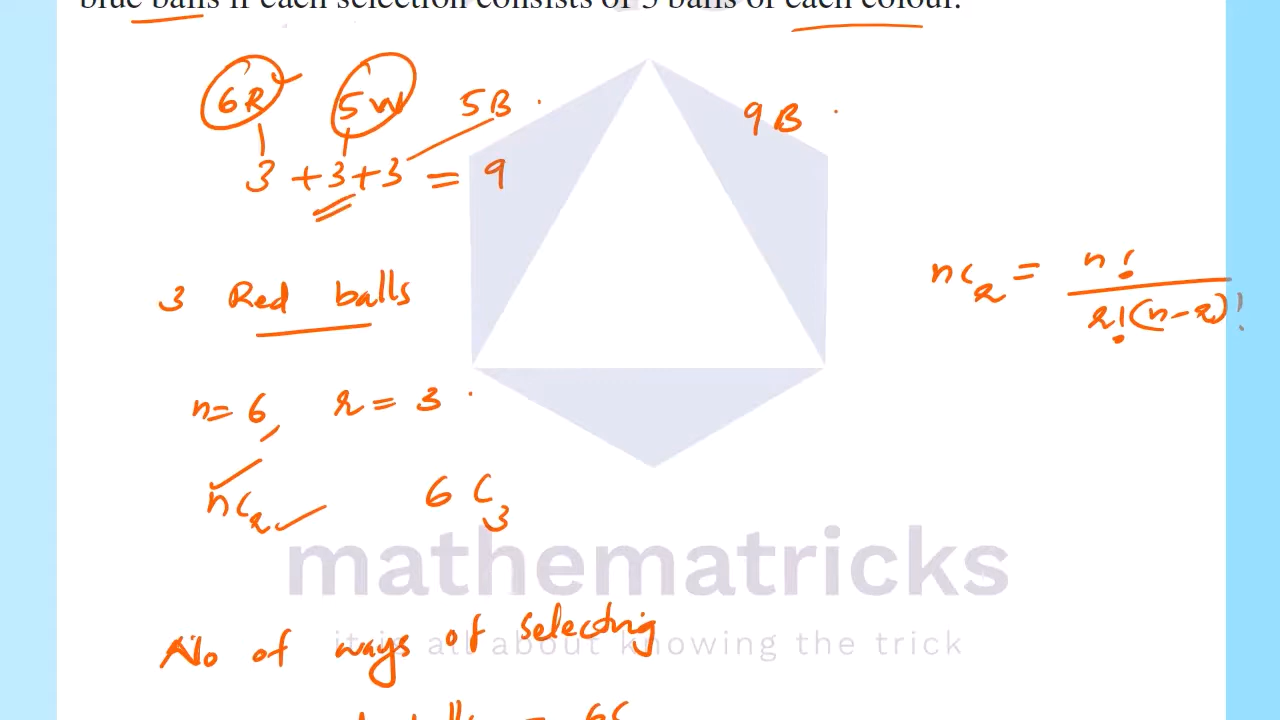 blue balls if each selection consists of 3 balls of each colour.
6R 5W 5B 9B
3 + 3 + 3 = 9
nCr = n! / r!(n-r)!
3 Red balls
n=6, r = 3
nCr 6C3
mathematricks
No of ways of selecting
it is all about knowing the trick
= 6C